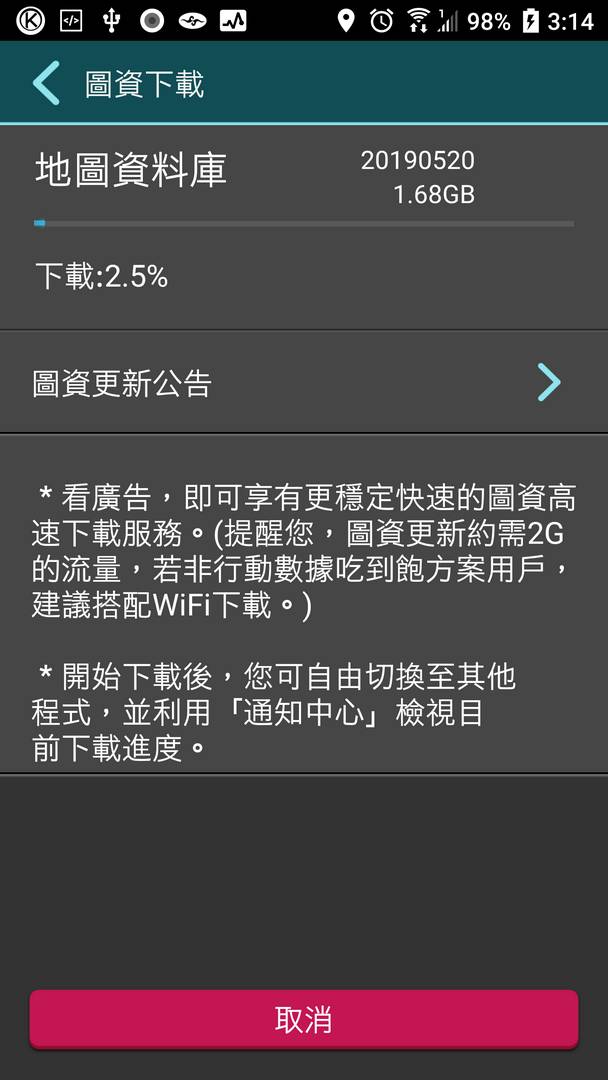 98% 3:14
圖資下載
地圖資料庫 20190520
1.68GB
下載:2.5%
圖資更新公告
* 看廣告，即可享有更穩定快速的圖資高
速下載服務。(提醒您，圖資更新約需2G
的流量，若非行動數據吃到飽方案用戶，
建議搭配WiFi下載。)
* 開始下載後，您可自由切換至其他
程式，並利用「通知中心」檢視目
前下載進度。
取消